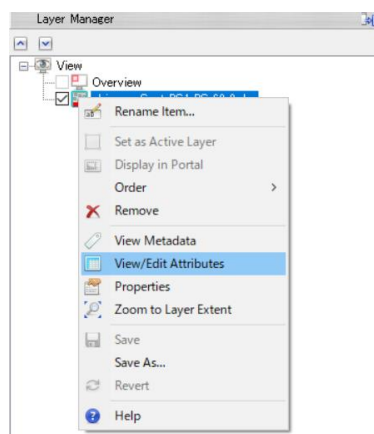 Layer Manager
View
Overview
Rename Item...
Set as Active Layer
Display in Portal
Order
Remove
View Metadata
View/Edit Attributes
Properties
Zoom to Layer Extent
Save
Save As...
Revert
Help